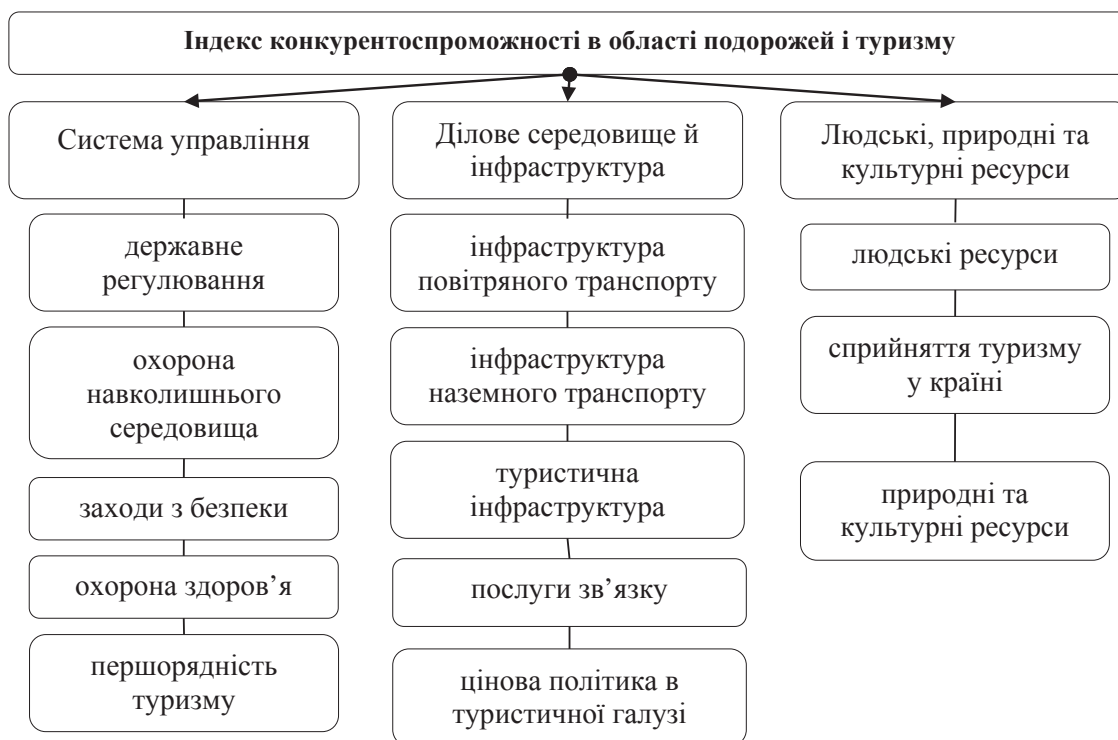 Індекс конкурентоспроможності в області подорожей і туризму
Система управління
державне
регулювання
охорона
навколишнього
середовища
заходи з безпеки
охорона здоров’я
першорядність
туризму
Ділове середовище й
інфраструктура
інфраструктура
повітряного транспорту
інфраструктура
наземного транспорту
туристична
інфраструктура
послуги зв’язку
цінова політика в
туристичної галузі
Людські, природні та
культурні ресурси
людські ресурси
сприйняття туризму
у країні
природні та
культурні ресурси